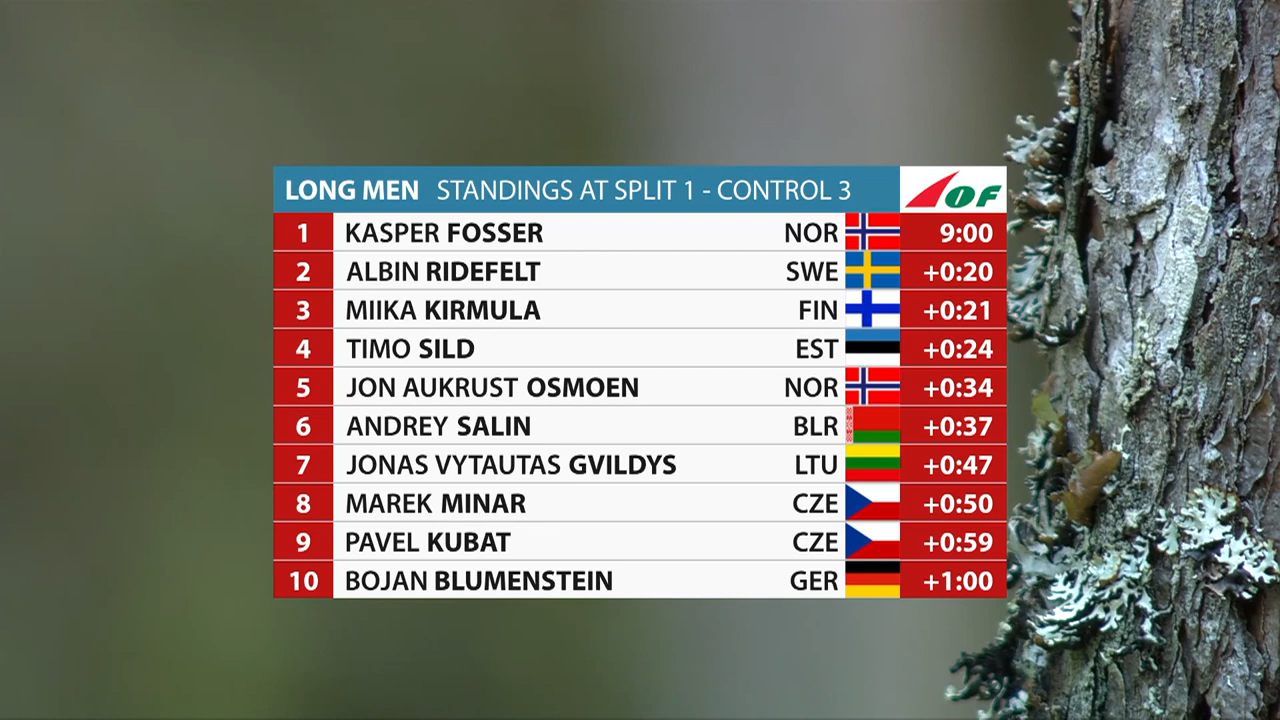 LONG MEN STANDINGS AT SPLIT 1 - CONTROL 3 IOF
1 KASPER FOSSER NOR 9:00
2 ALBIN RIDEFELT SWE +0:20
3 MIIKA KIRMULA FIN +0:21
4 TIMO SILD EST +0:24
5 JON AUKRUST OSMOEN NOR +0:34
6 ANDREY SALIN BLR +0:37
7 JONAS VYTAUTAS GVILDYS LTU +0:47
8 MAREK MINAR CZE +0:50
9 PAVEL KUBAT CZE +0:59
10 BOJAN BLUMENSTEIN GER +1:00